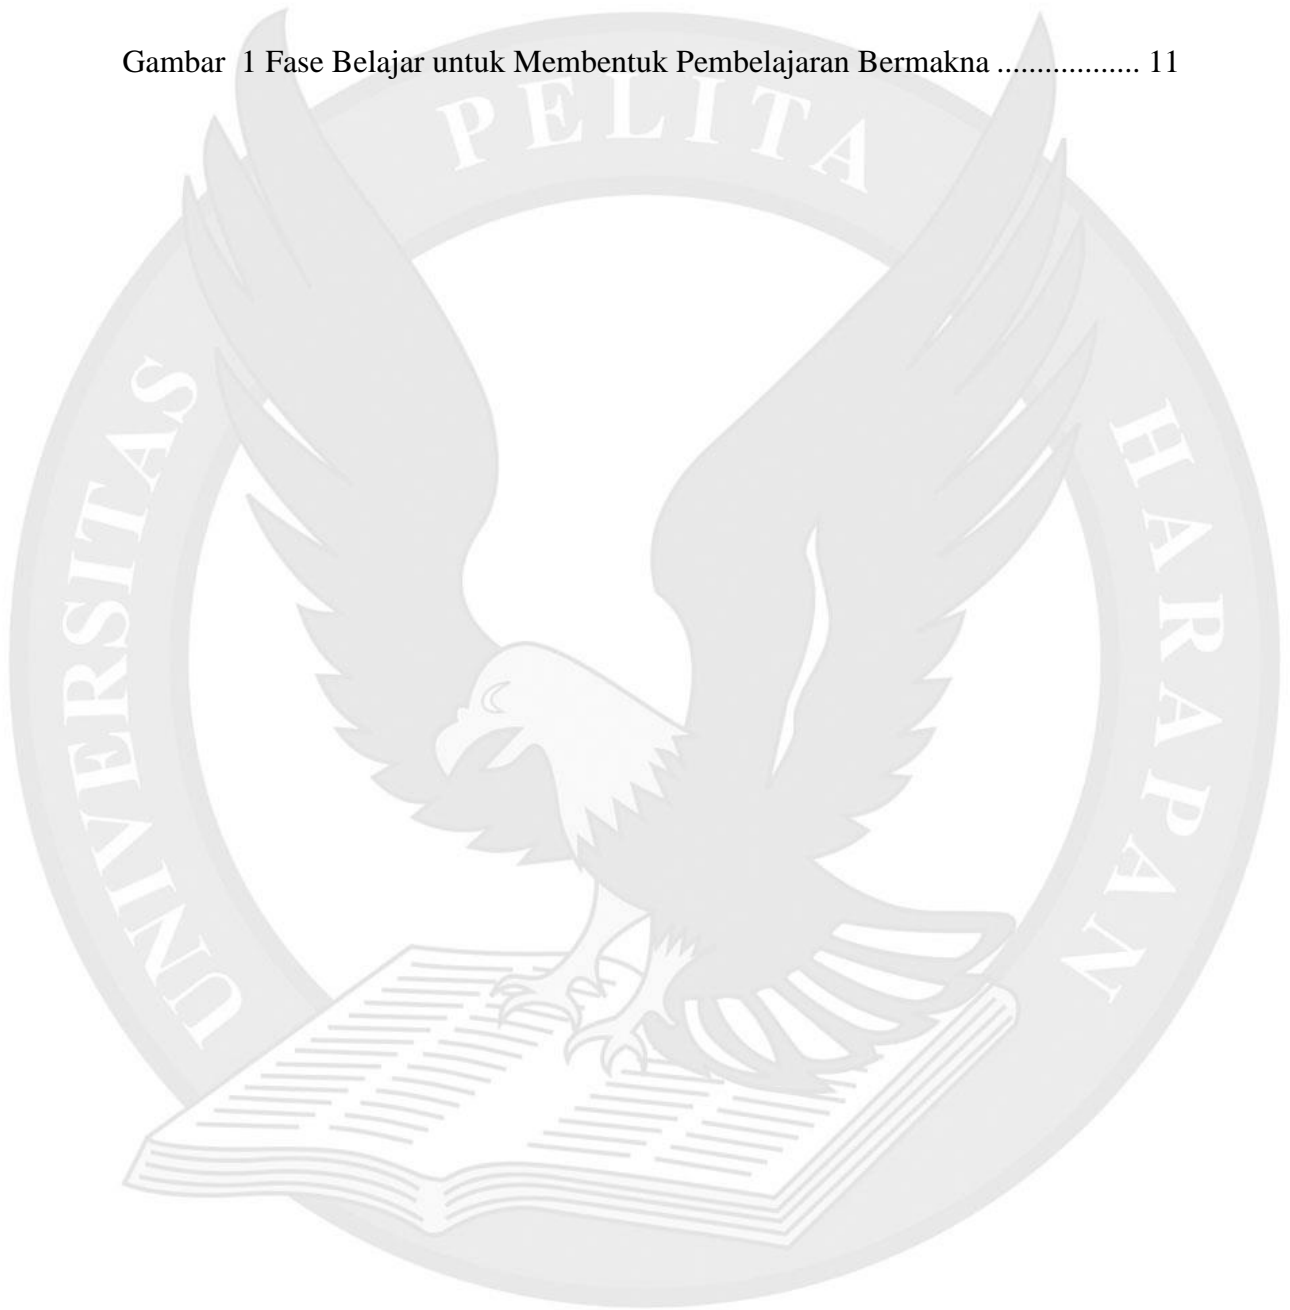 Gambar 1 Fase Belajar untuk Membentuk Pembelajaran Bermakna ................. 11
UNIVERSITAS PELITA HARAPAN